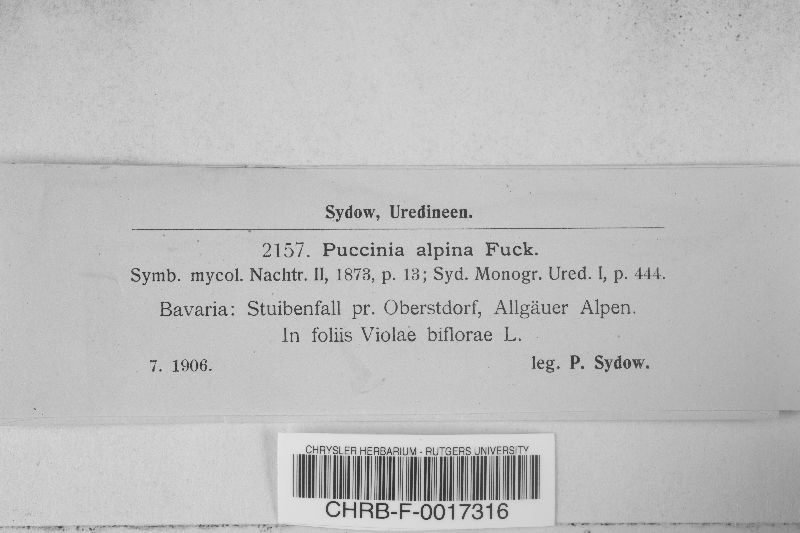 Sydow, Uredineen.
2157. Puccinia alpina Fuck.
Symb. mycol. Nachtr. II, 1873, p. 13; Syd. Monogr. Ured. I, p. 444.
Bavaria: Stuibenfall pr. Oberstdorf, Allgäuer Alpen.
In foliis Violae biflorae L.
7. 1906. leg. P. Sydow.
CHRYSLER HERBARIUM - RUTGERS UNIVERSITY
CHRB-F-0017316